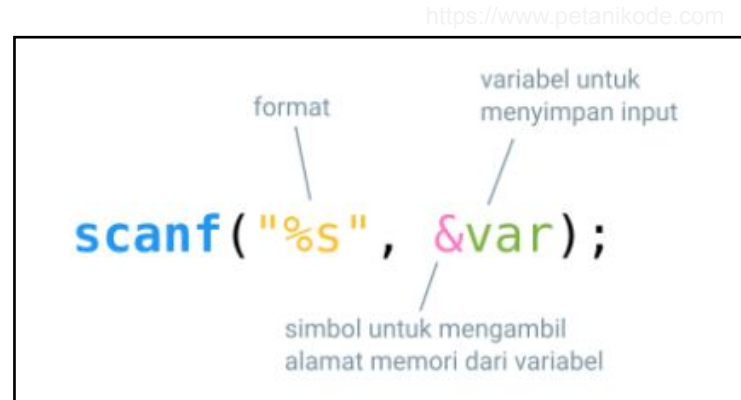 https://www.petanikode.com
variabel untuk
menyimpan input
format
scanf("%s", &var);
simbol untuk mengambil
alamat memori dari variabel